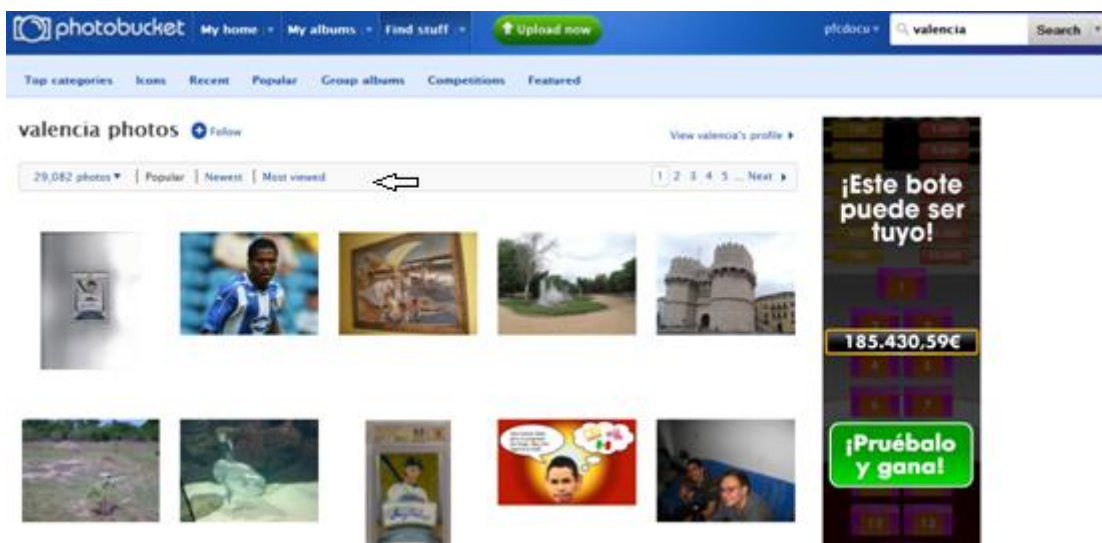 photobucket My home My albums Find stuff Upload now pfcdocu valencia Search
Top categories Icons Recent Popular Group albums Competitions Featured
valencia photos Follow View valencia's profile
29,082 photos | Popular | Newest | Most viewed 1 2 3 4 5 ... Next
¡Este bote
puede ser
tuyo!
185.430,59€
¡Pruébalo
y gana!